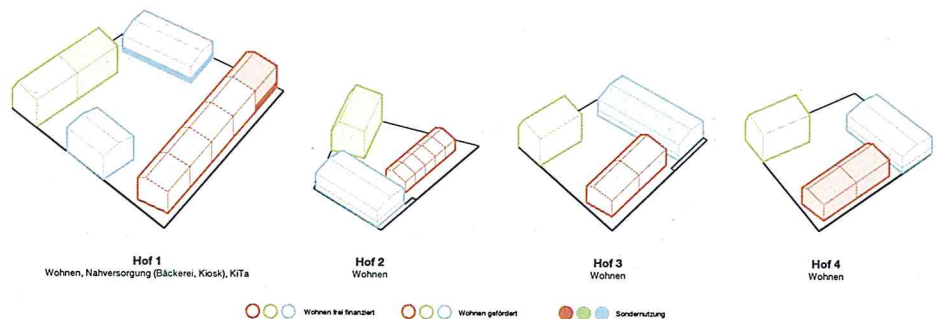 Hof 1
Wohnen, Nahversorgung (Bäckerei, Kiosk), KiTa
Hof 2
Wohnen
Hof 3
Wohnen
Hof 4
Wohnen
Wohnen frei finanziert
Wohnen gefördert
Sondernutzung